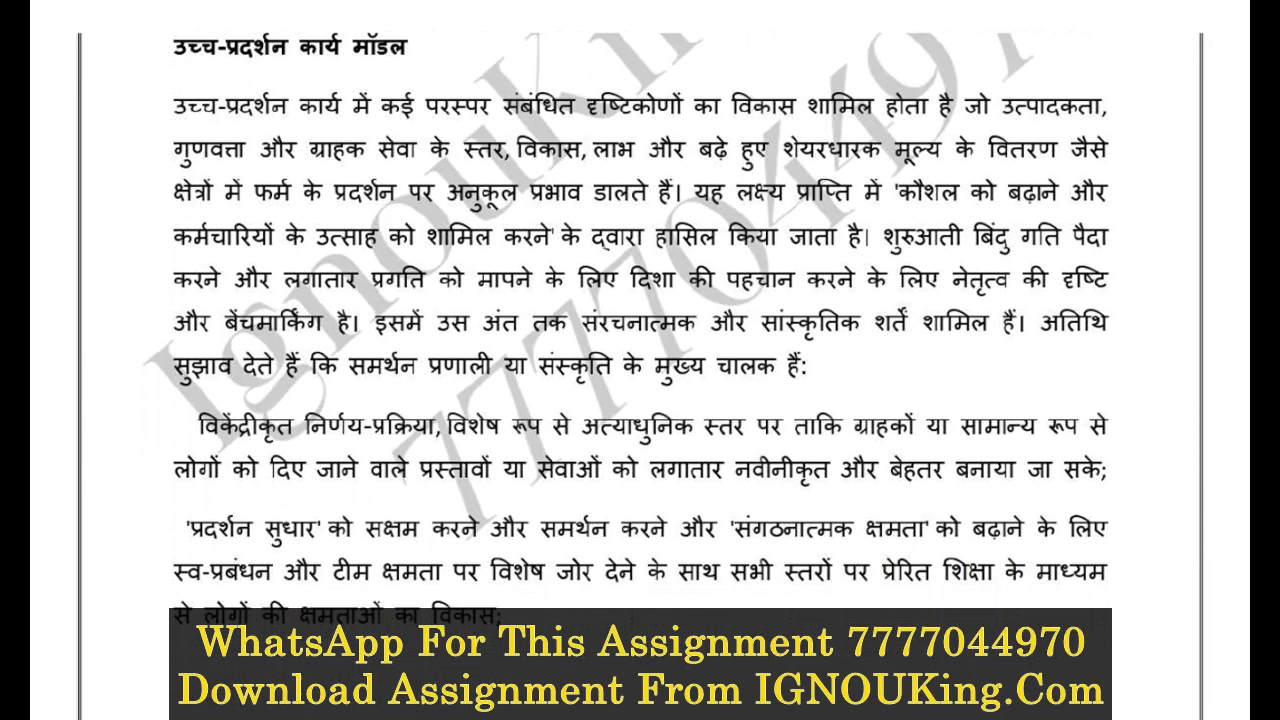 उच्च-प्रदर्शन कार्य मॉडल
उच्च-प्रदर्शन कार्य में कई परस्पर संबंधित दृष्टिकोणों का विकास शामिल होता है जो उत्पादकता,
गुणवत्ता और ग्राहक सेवा के स्तर, विकास, लाभ और बढ़े हुए शेयरधारक मूल्य के वितरण जैसे
क्षेत्रों में फर्म के प्रदर्शन पर अनुकूल प्रभाव डालते हैं। यह लक्ष्य प्राप्ति में 'कौशल को बढ़ाने और
कर्मचारियों के उत्साह को शामिल करने' के द्वारा हासिल किया जाता है। शुरुआती बिंदु गति पैदा
करने और लगातार प्रगति को मापने के लिए दिशा की पहचान करने के लिए नेतृत्व की दृष्टि
और बेंचमार्किंग है। इसमें उस अंत तक संरचनात्मक और सांस्कृतिक शर्तें शामिल हैं। अतिथि
सुझाव देते हैं कि समर्थन प्रणाली या संस्कृति के मुख्य चालक हैं:
विकेंद्रीकृत निर्णय-प्रक्रिया, विशेष रूप से अत्याधुनिक स्तर पर ताकि ग्राहकों या सामान्य रूप से
लोगों को दिए जाने वाले प्रस्तावों या सेवाओं को लगातार नवीनीकृत और बेहतर बनाया जा सके;
'प्रदर्शन सुधार' को सक्षम करने और समर्थन करने और 'संगठनात्मक क्षमता' को बढ़ाने के लिए
स्व-प्रबंधन और टीम क्षमता पर विशेष जोर देने के साथ सभी स्तरों पर प्रेरित शिक्षा के माध्यम
से लोगों की क्षमताओं का विकास;
WhatsApp For This Assignment 7777044970
Download Assignment From IGNOUKing.Com